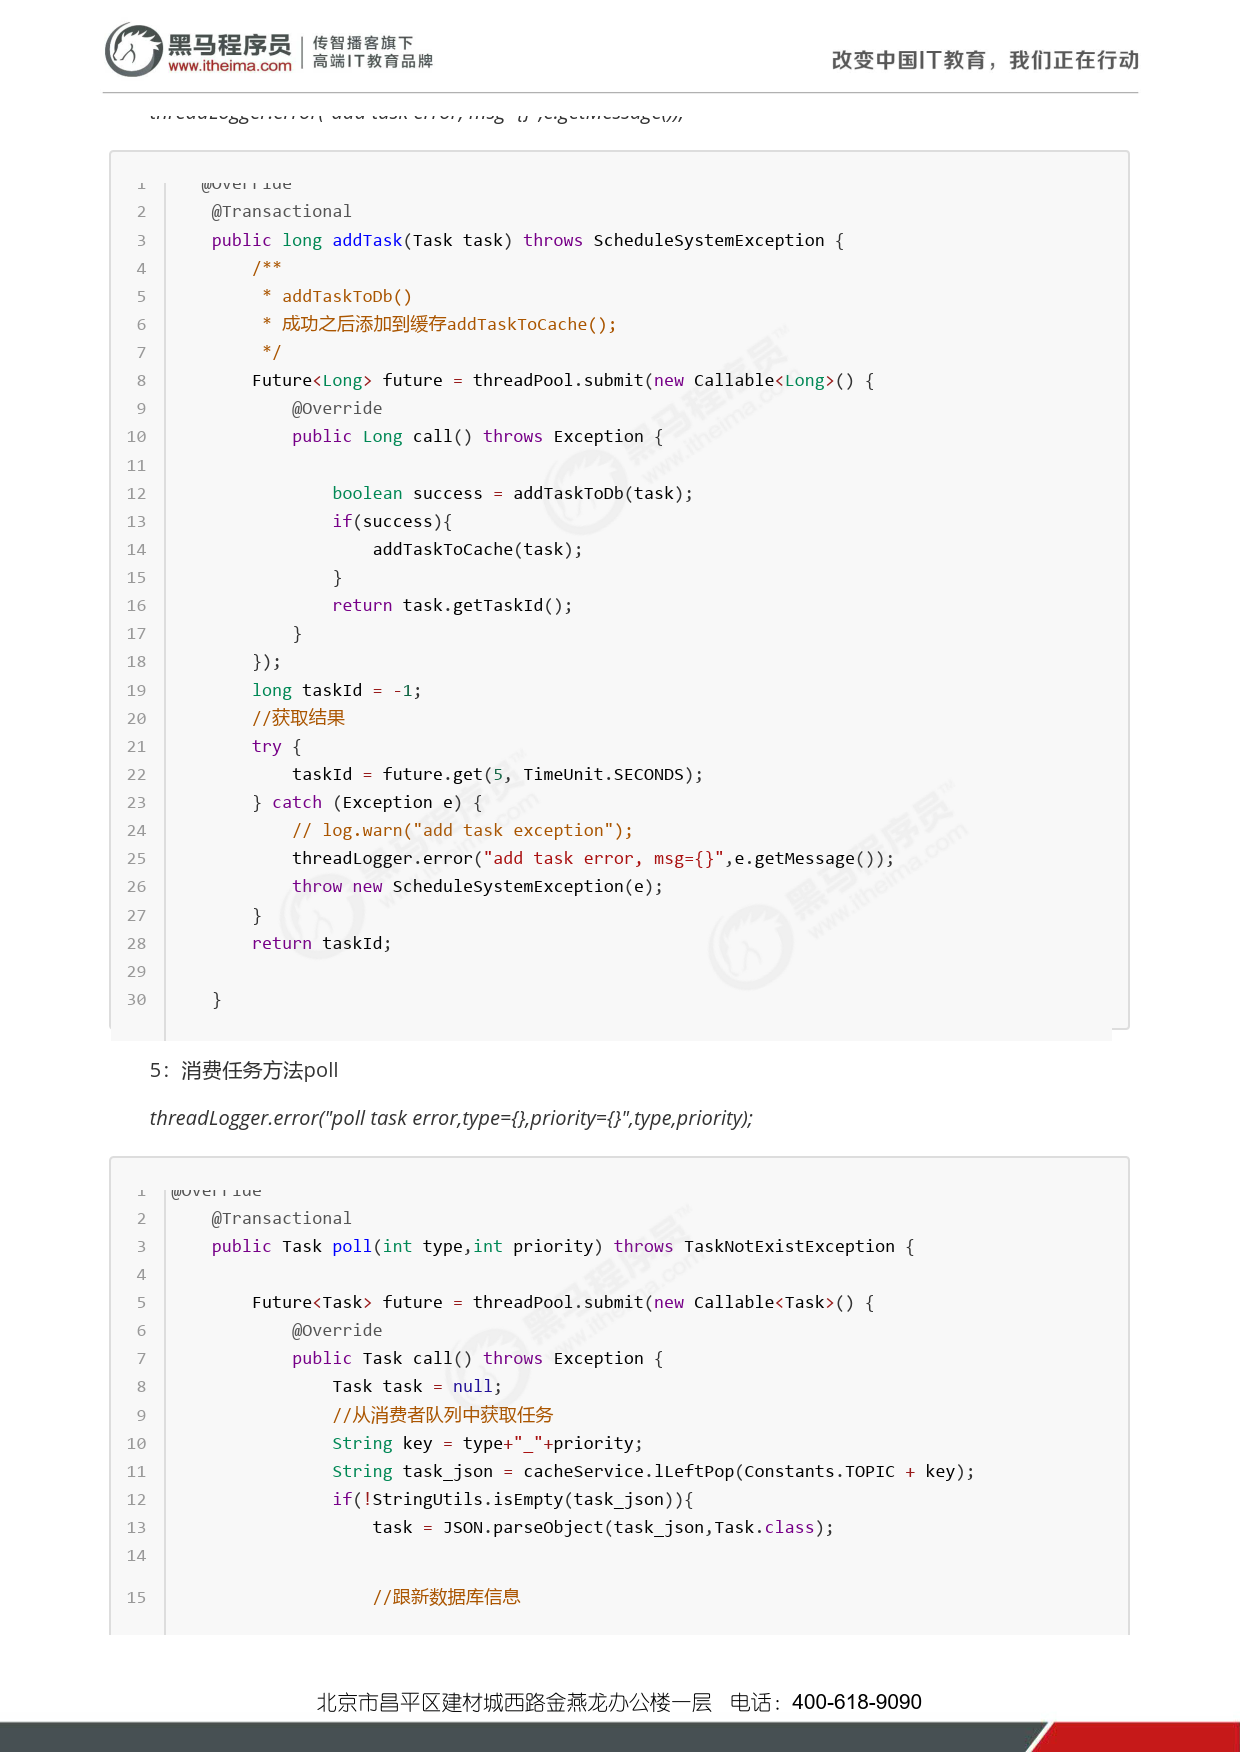 黑马程序员
www.itheima.com
传智播客旗下
高端IT教育品牌
改变中国IT教育，我们正在行动
threadLogger.error("add task error, msg={}",e.getMessage());
1 @Override
2 @Transactional
3 public long addTask(Task task) throws ScheduleSystemException {
4 /**
5 * addTaskToDb()
6 * 成功之后添加到缓存addTaskToCache();
7 */
8 Future<Long> future = threadPool.submit(new Callable<Long>() {
9 @Override
10 public Long call() throws Exception {
11
12 boolean success = addTaskToDb(task);
13 if(success){
14 addTaskToCache(task);
15 }
16 return task.getTaskId();
17 }
18 });
19 long taskId = -1;
20 //获取结果
21 try {
22 taskId = future.get(5, TimeUnit.SECONDS);
23 } catch (Exception e) {
24 // log.warn("add task exception");
25 threadLogger.error("add task error, msg={}",e.getMessage());
26 throw new ScheduleSystemException(e);
27 }
28 return taskId;
29
30 }
5：消费任务方法poll
threadLogger.error("poll task error,type={},priority={}",type,priority);
1 @Override
2 @Transactional
3 public Task poll(int type,int priority) throws TaskNotExistException {
4
5 Future<Task> future = threadPool.submit(new Callable<Task>() {
6 @Override
7 public Task call() throws Exception {
8 Task task = null;
9 //从消费者队列中获取任务
10 String key = type+"_"+priority;
11 String task_json = cacheService.lLeftPop(Constants.TOPIC + key);
12 if(!StringUtils.isEmpty(task_json)){
13 task = JSON.parseObject(task_json,Task.class);
14
15 //跟新数据库信息
北京市昌平区建材城西路金燕龙办公楼一层 电话：400-618-9090